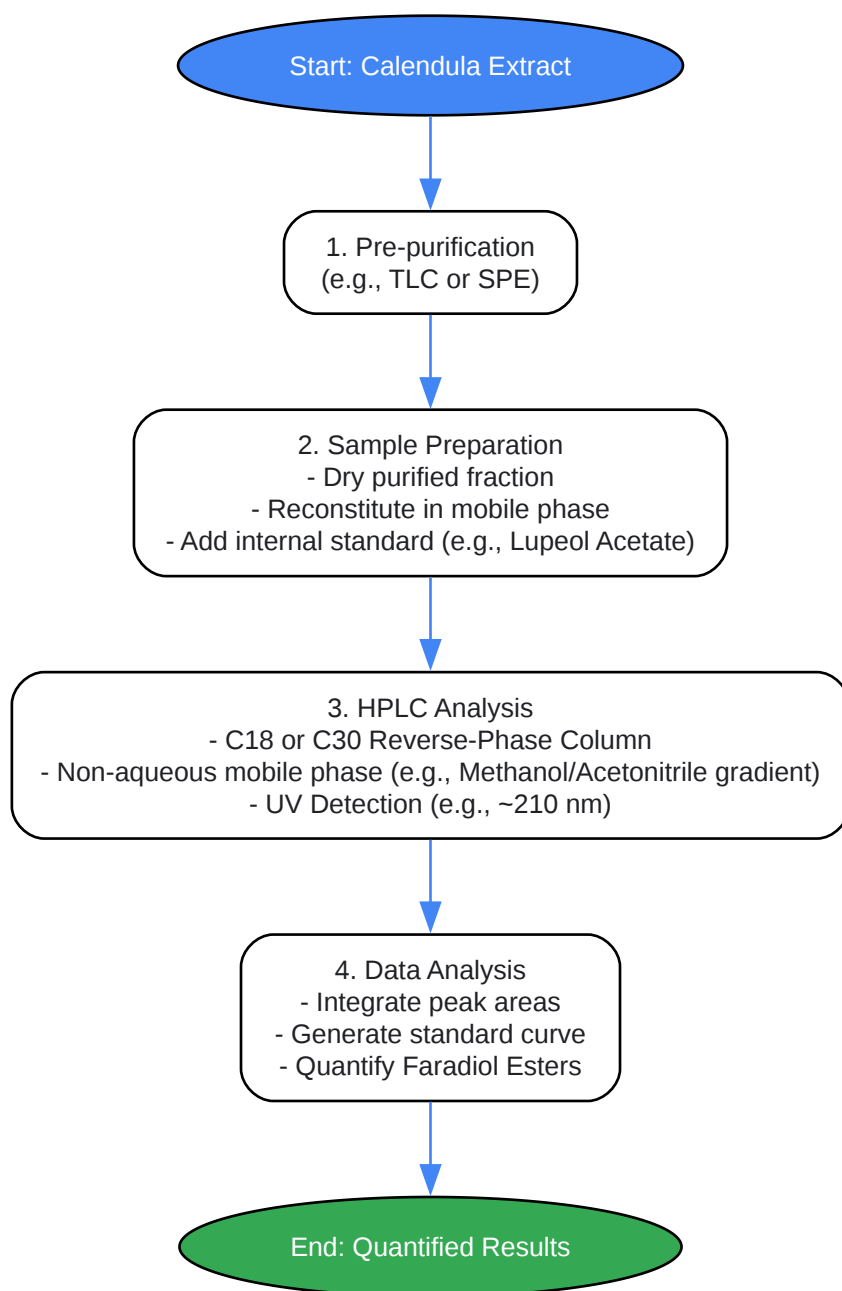 Start: Calendula Extract
1. Pre-purification
(e.g., TLC or SPE)
2. Sample Preparation
- Dry purified fraction
- Reconstitute in mobile phase
- Add internal standard (e.g., Lupeol Acetate)
3. HPLC Analysis
- C18 or C30 Reverse-Phase Column
- Non-aqueous mobile phase (e.g., Methanol/Acetonitrile gradient)
- UV Detection (e.g., ~210 nm)
4. Data Analysis
- Integrate peak areas
- Generate standard curve
- Quantify Faradiol Esters
End: Quantified Results